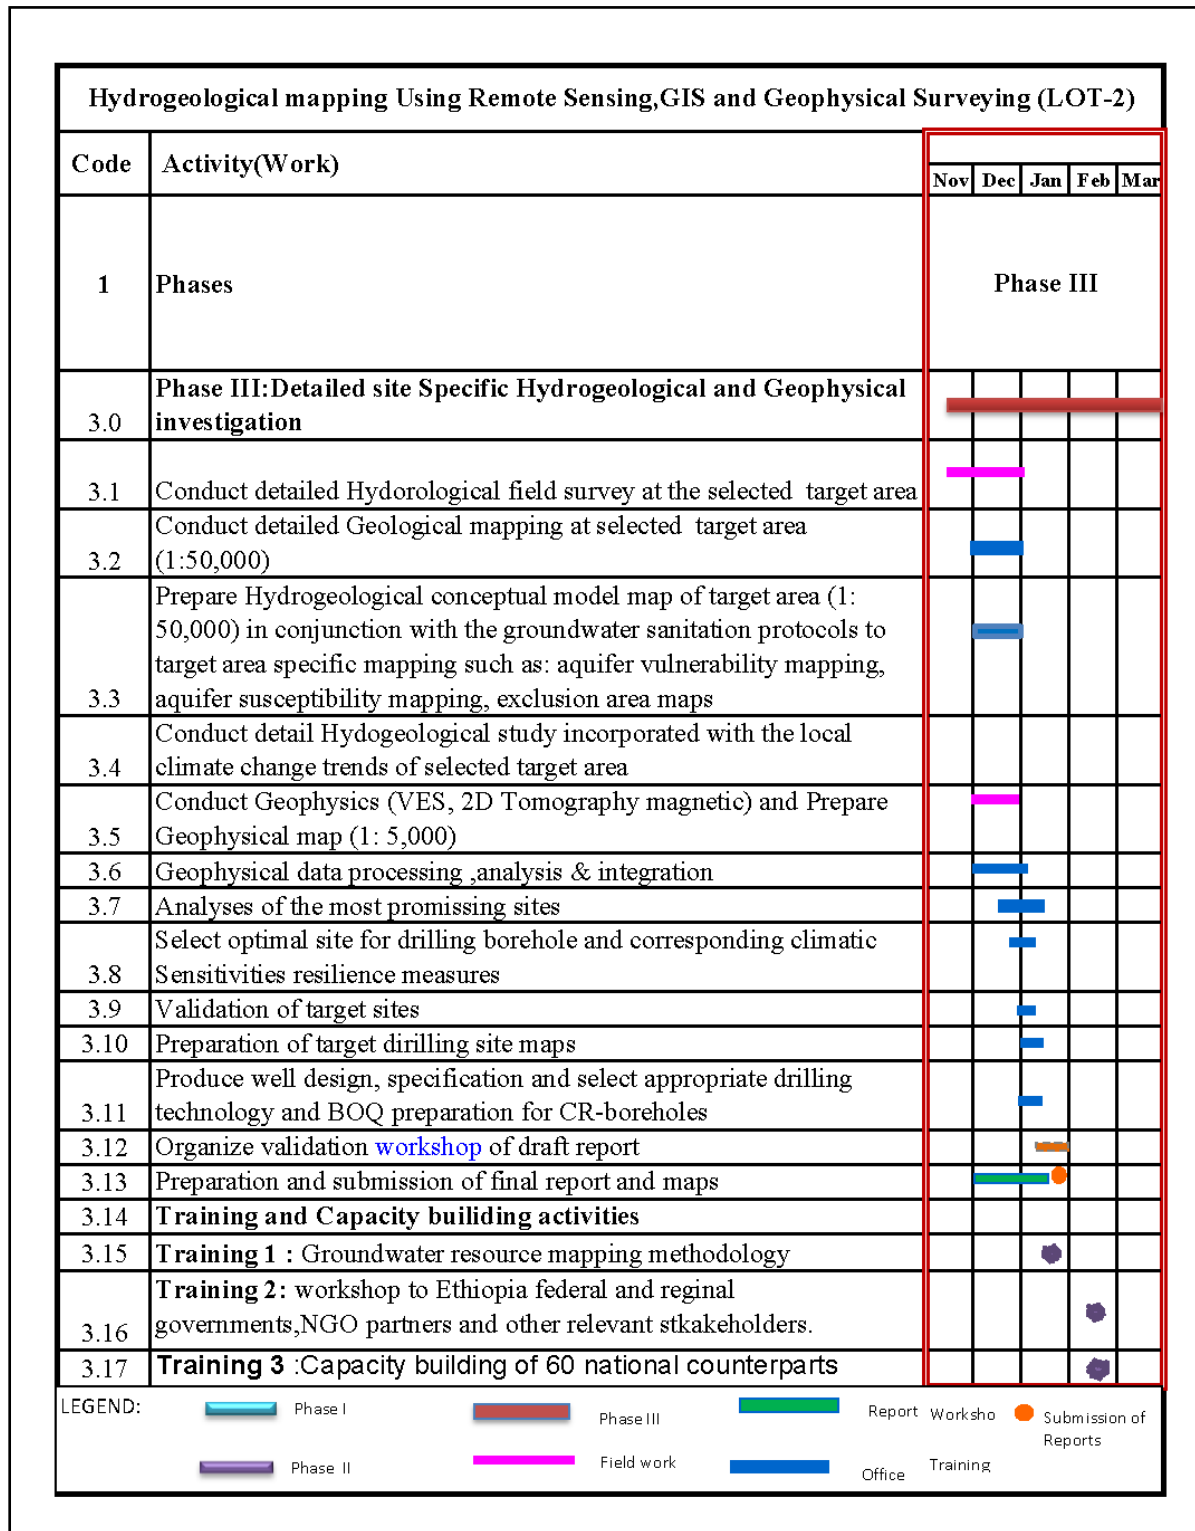 Hydrogeological mapping Using Remote Sensing,GIS and Geophysical Surveying (LOT-2)
Code Activity(Work)
Nov Dec Jan Feb Mar
1 Phases Phase III
Phase III:Detailed site Specific Hydrogeological and Geophysical
3.0 investigation
3.1 Conduct detailed Hydorological field survey at the selected target area
Conduct detailed Geological mapping at selected target area
3.2 (1:50,000)
Prepare Hydrogeological conceptual model map of target area (1:
50,000) in conjunction with the groundwater sanitation protocols to
target area specific mapping such as: aquifer vulnerability mapping,
3.3 aquifer susceptibility mapping, exclusion area maps
Conduct detail Hydogeological study incorporated with the local
3.4 climate change trends of selected target area
Conduct Geophysics (VES, 2D Tomography magnetic) and Prepare
3.5 Geophysical map (1: 5,000)
3.6 Geophysical data processing ,analysis & integration
3.7 Analyses of the most promissing sites
Select optimal site for drilling borehole and corresponding climatic
3.8 Sensitivities resilience measures
3.9 Validation of target sites
3.10 Preparation of target dirilling site maps
Produce well design, specification and select appropriate drilling
3.11 technology and BOQ preparation for CR-boreholes
3.12 Organize validation workshop of draft report
3.13 Preparation and submission of final report and maps
3.14 Training and Capacity builiding activities
3.15 Training 1 : Groundwater resource mapping methodology
Training 2: workshop to Ethiopia federal and reginal
3.16 governments,NGO partners and other relevant stkakeholders.
3.17 Training 3 :Capacity building of 60 national counterparts
LEGEND: Phase I Phase III Report Worksho Submission of
Reports
Phase II Field work Office Training